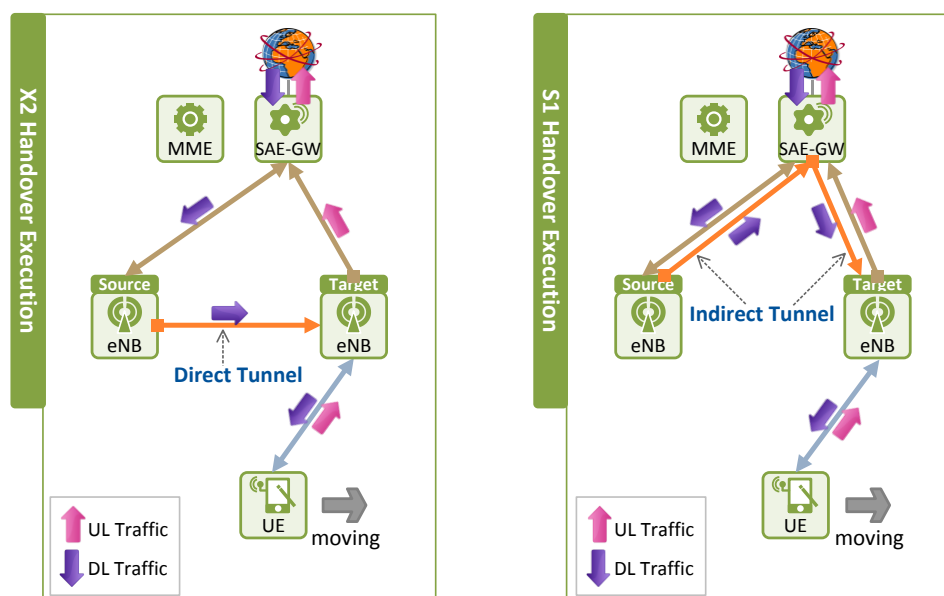 X2 Handover Execution
MME
SAE-GW
Source
eNB
Target
eNB
Direct Tunnel
UE
moving
UL Traffic
DL Traffic
S1 Handover Execution
MME
SAE-GW
Source
eNB
Target
eNB
Indirect Tunnel
UE
moving
UL Traffic
DL Traffic